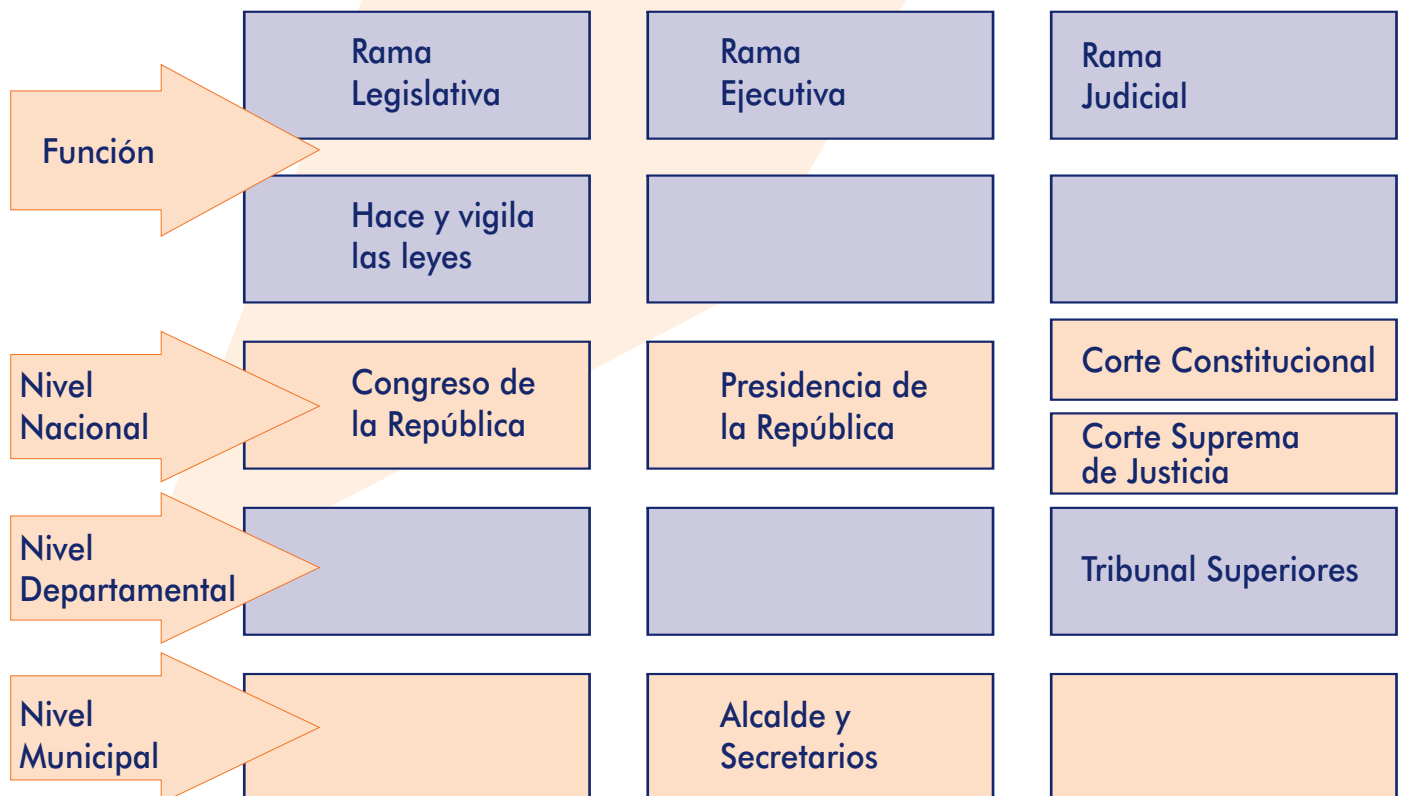 Rama
Legislativa
Rama
Ejecutiva
Rama
Judicial
Función
Hace y vigila
las leyes
Nivel
Nacional
Congreso de
la República
Presidencia de
la República
Corte Constitucional
Corte Suprema
de Justicia
Nivel
Departamental
Tribunal Superiores
Nivel
Municipal
Alcalde y
Secretarios